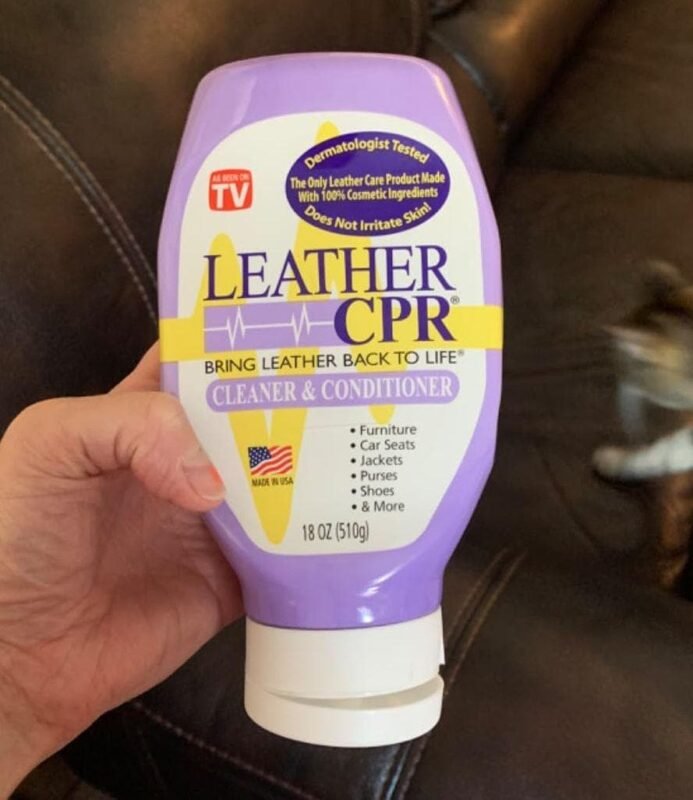 Dermatologist Tested
The Only Leather Care Product Made
With 100% Cosmetic Ingredients
Does Not Irritate Skin!
AS SEEN ON
TV
LEATHER
CPR®
BRING LEATHER BACK TO LIFE®
CLEANER & CONDITIONER
• Furniture
• Car Seats
• Jackets
• Purses
• Shoes
• & More
MADE IN USA
18 OZ (510g)